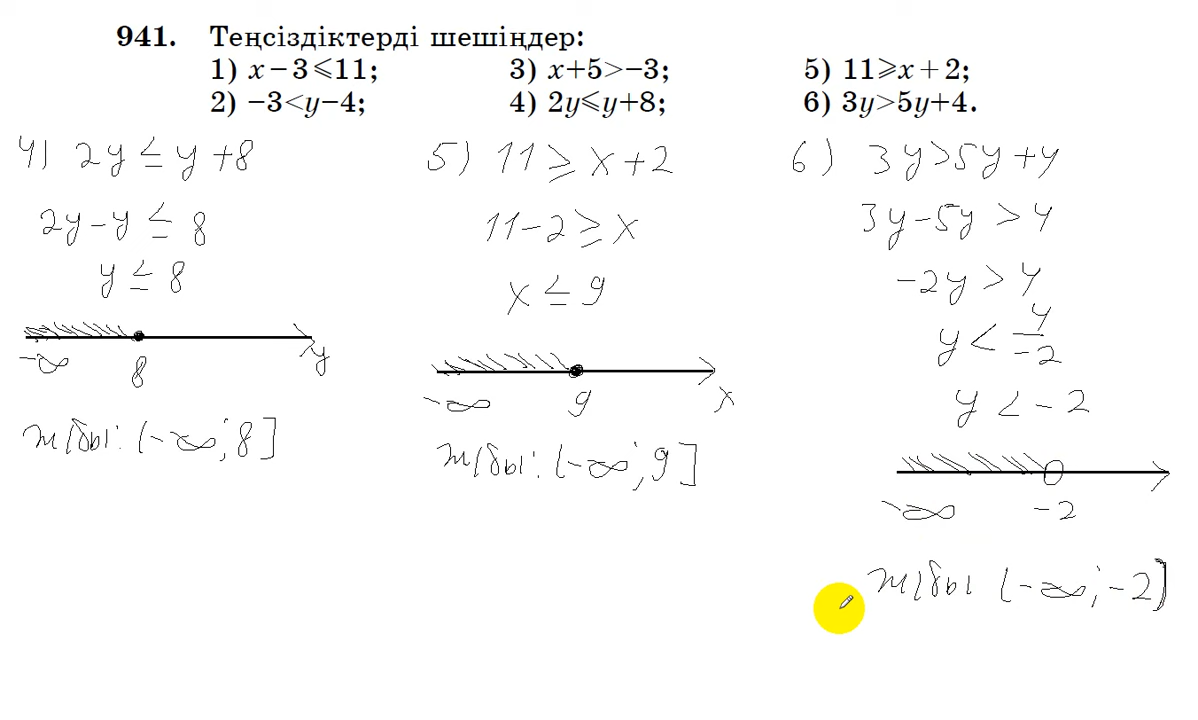 941. Теңсіздіктерді шешіңдер:
1) x−3⩽11; 3) x+5>−3; 5) 11⩾x+2;
2) −3<y−4; 4) 2y⩽y+8; 6) 3y>5y+4.
4) 2y ≤ y+8
2y−y ≤ 8
y ≤ 8
−∞ 8 y
ж/бы: (−∞; 8]
5) 11 ≥ x+2
11−2 ≥ x
x ≤ 9
−∞ 9 x
ж/бы: (−∞; 9]
6) 3y>5y+4
3y−5y >4
−2y > 4
y < 4/−2
y < −2
−∞ −2
ж/бы (−∞; −2)